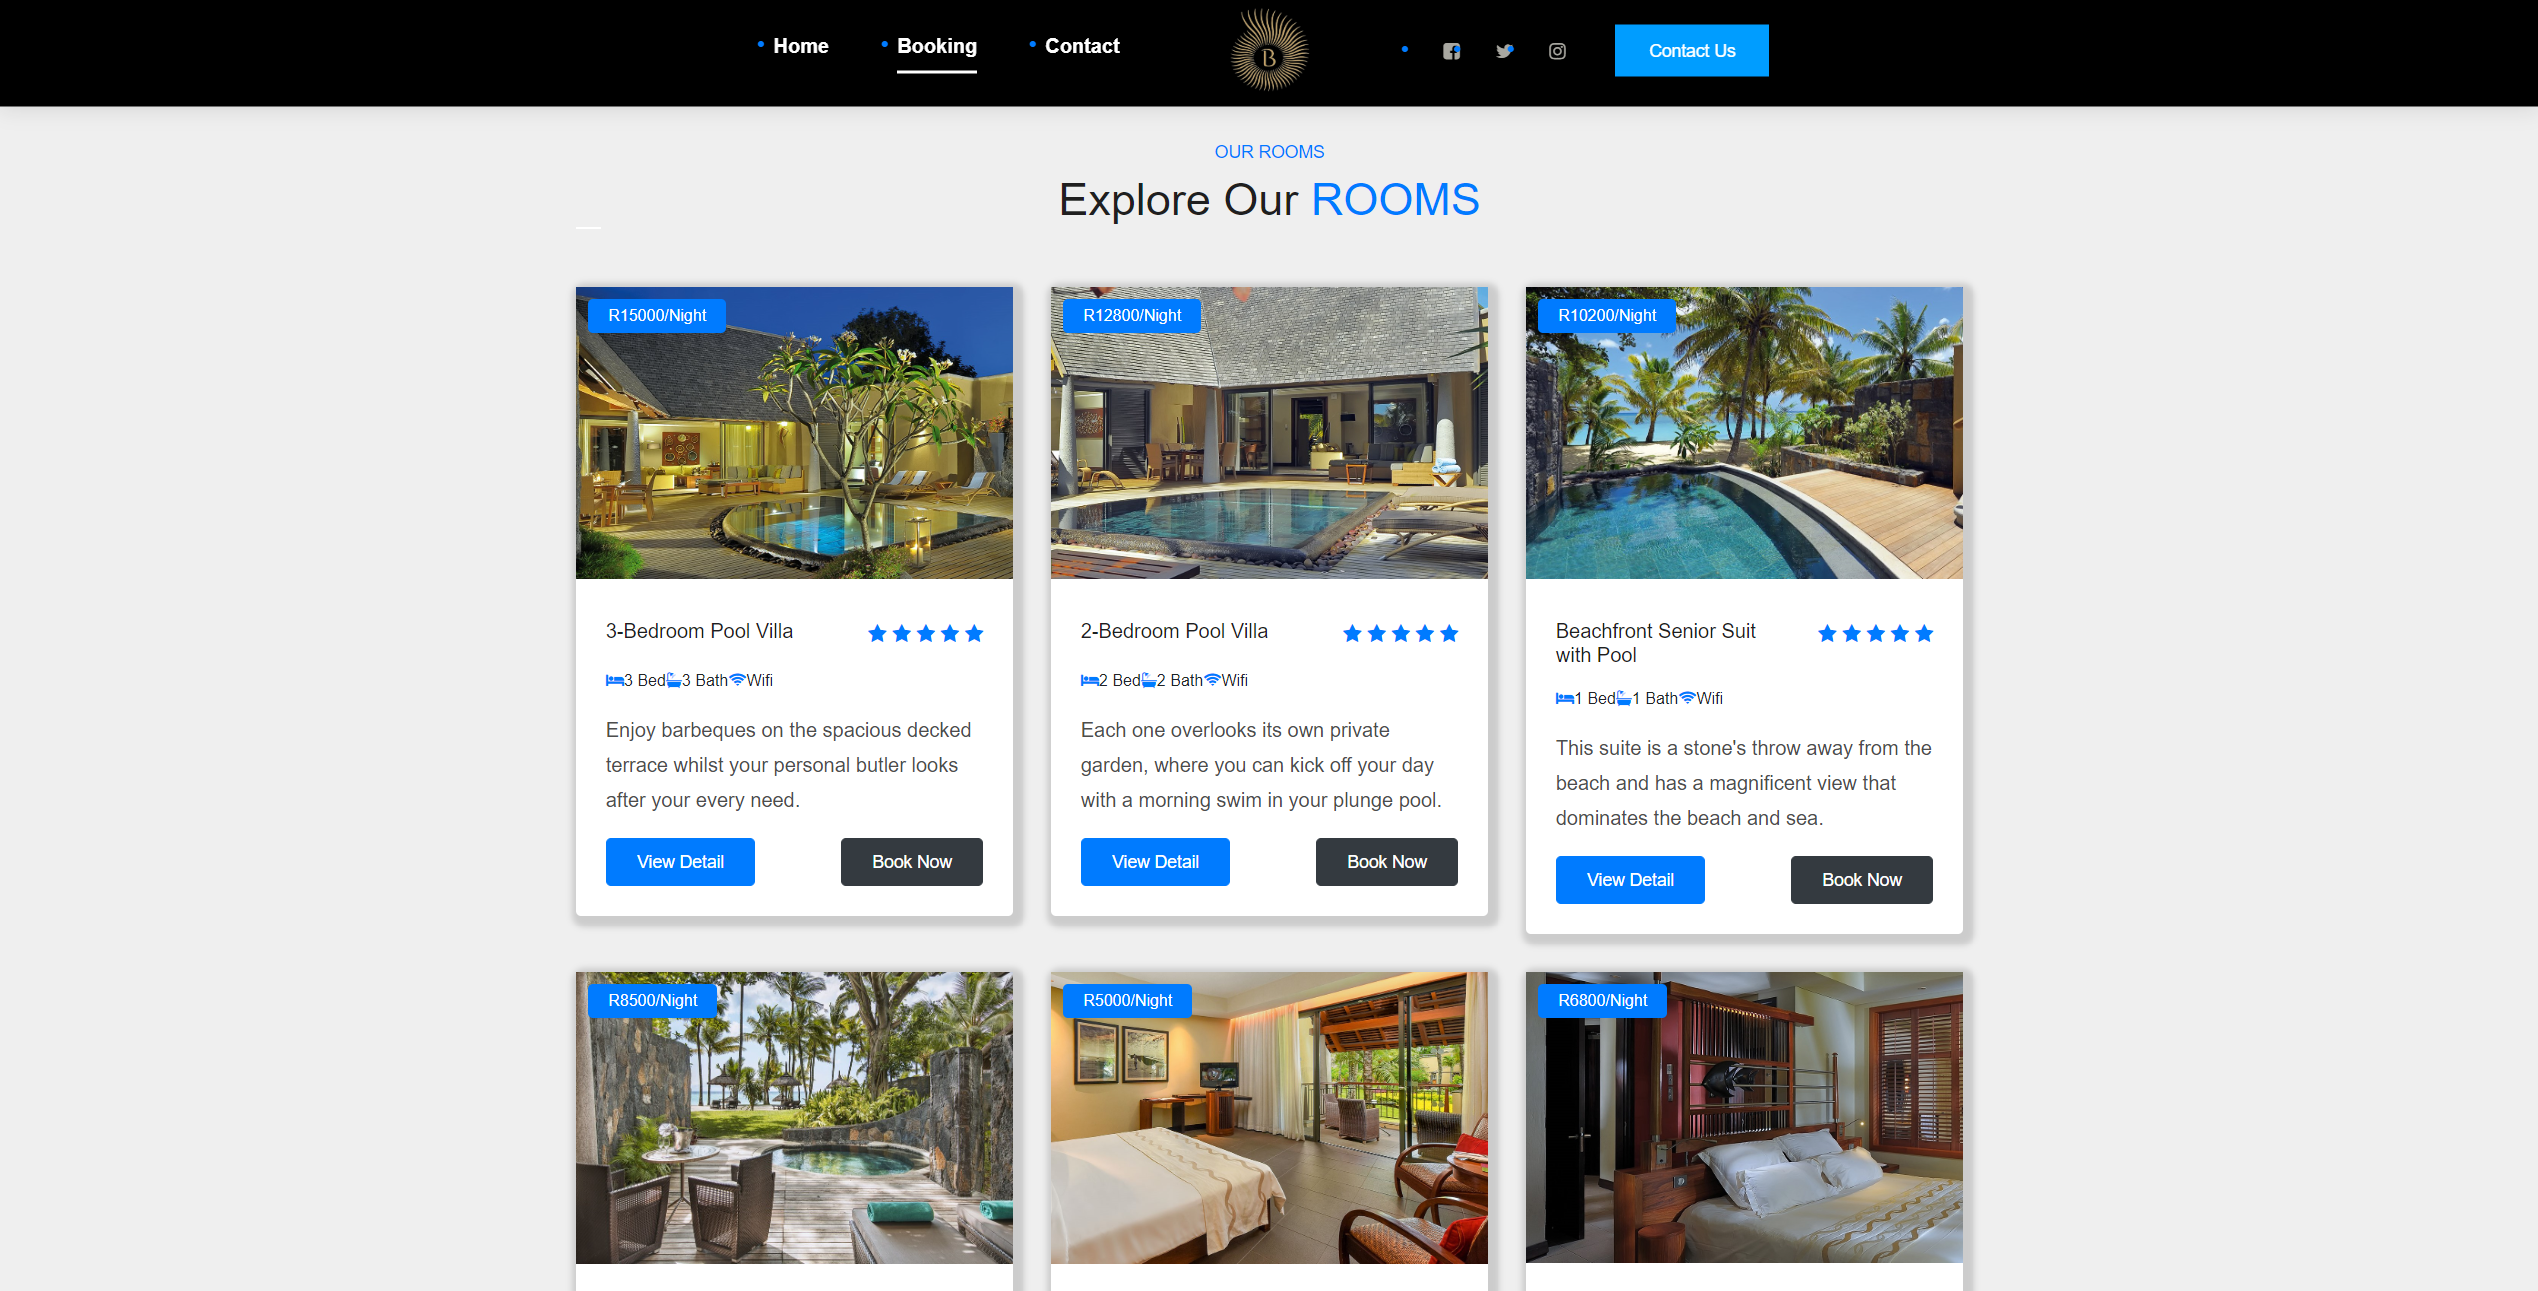 Home
Booking
Contact
B
Contact Us
OUR ROOMS
Explore Our ROOMS
R15000/Night
R12800/Night
R10200/Night
3-Bedroom Pool Villa
3 Bed 3 Bath Wifi
Enjoy barbeques on the spacious decked
terrace whilst your personal butler looks
after your every need.
View Detail
Book Now
2-Bedroom Pool Villa
2 Bed 2 Bath Wifi
Each one overlooks its own private
garden, where you can kick off your day
with a morning swim in your plunge pool.
View Detail
Book Now
Beachfront Senior Suit
with Pool
1 Bed 1 Bath Wifi
This suite is a stone's throw away from the
beach and has a magnificent view that
dominates the beach and sea.
View Detail
Book Now
R8500/Night
R5000/Night
R6800/Night